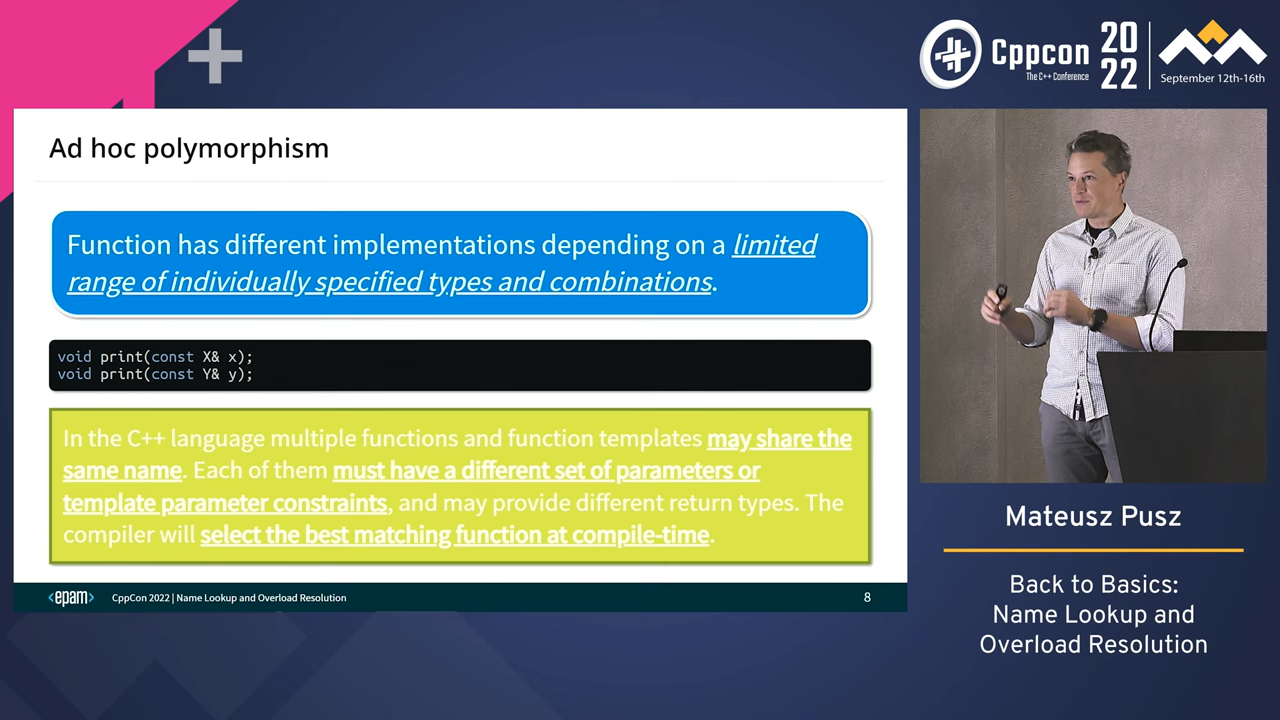 Cppcon
The C++ Conference
20
22
September 12th-16th
Ad hoc polymorphism
Function has different implementations depending on a limited
range of individually specified types and combinations.
void print(const X& x);
void print(const Y& y);
In the C++ language multiple functions and function templates may share the
same name. Each of them must have a different set of parameters or
template parameter constraints, and may provide different return types. The
compiler will select the best matching function at compile-time.
<epam> CppCon 2022 | Name Lookup and Overload Resolution 8
Mateusz Pusz
Back to Basics:
Name Lookup and
Overload Resolution